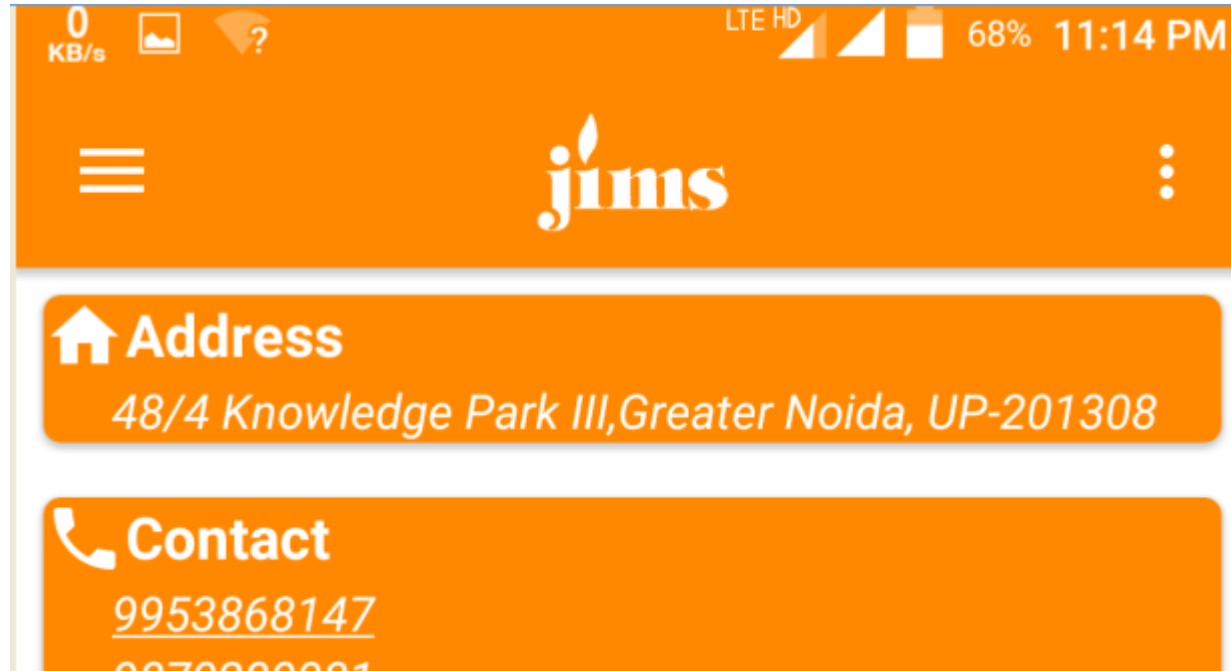 0
KB/s
?
LTE HD
68% 11:14 PM
jims
Address
48/4 Knowledge Park III,Greater Noida, UP-201308
Contact
9953868147